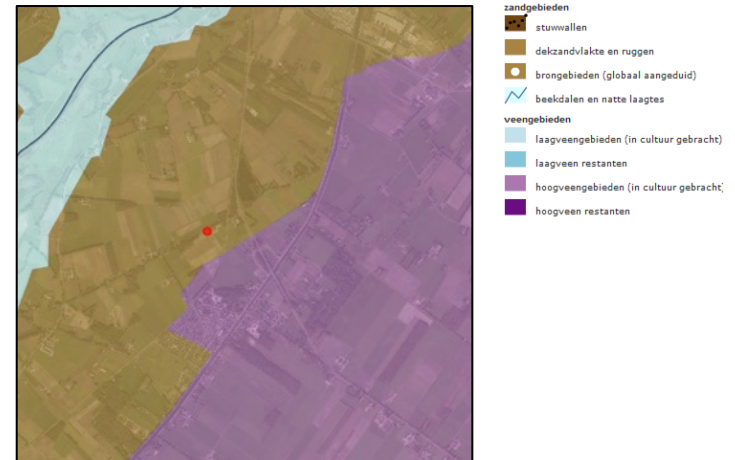 zandgebieden
stuwwallen
dekzandvlakte en ruggen
brongebieden (globaal aangeduid)
beekdalen en natte laagtes
veengebieden
laagveengebieden (in cultuur gebracht)
laagveen restanten
hoogveengebieden (in cultuur gebracht)
hoogveen restanten